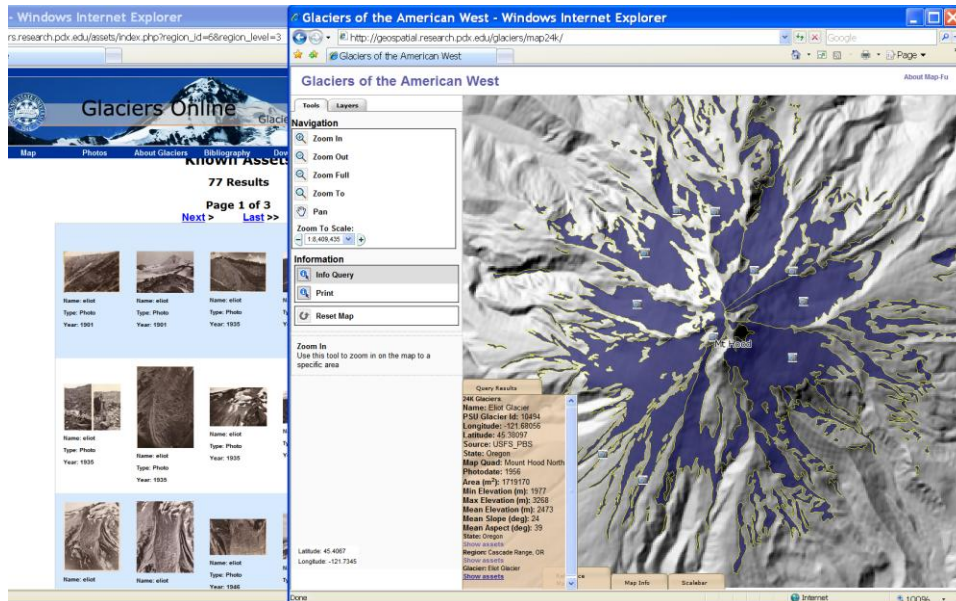 - Windows Internet Explorer
rs.research.pdx.edu/assets/index.php?region_id=6&region_level=3
Glaciers Online
Glacie
Map Photos About Glaciers Bibliography Dow
Known Assets
77 Results
Page 1 of 3
Next > Last >>
Name: eliot
Type: Photo
Year: 1901
Name: eliot
Type: Photo
Year: 1901
Name: eliot
Type: Photo
Year: 1935
Name: eliot
Type: Photo
Year: 1935
Name: eliot
Type: Photo
Year: 1935
Name: eliot
Type: Photo
Year: 1935
Name: eliot
Name: eliot
Name: eliot
Type: Photo
Year: 1946
Glaciers of the American West - Windows Internet Explorer
http://geospatial.research.pdx.edu/glaciers/map24k/
Google
Glaciers of the American West
Page
Glaciers of the American West
About Map-Fu
Tools Layers
Navigation
Zoom In
Zoom Out
Zoom Full
Zoom To
Pan
Zoom To Scale:
1:8,409,435
Information
Info Query
Print
Reset Map
Zoom In
Use this tool to zoom in on the map to a
specific area
Latitude: 45.4067
Longitude: -121.7345
Mt Hood
Query Results
24K Glaciers
Name: Eliot Glacier
PSU Glacier Id: 10494
Longitude: -121.68056
Latitude: 45.38097
Source: USFS_PBS
State: Oregon
Map Quad: Mount Hood North
Photodate: 1956
Area (m²): 1719170
Min Elevation (m): 1977
Max Elevation (m): 3268
Mean Elevation (m): 2473
Mean Slope (deg): 24
Mean Aspect (deg): 39
State: Oregon
Show assets
Region: Cascade Range, OR
Show assets
Glacier: Eliot Glacier
Show assets
Map Info
Scalebar
Done
Internet
100%